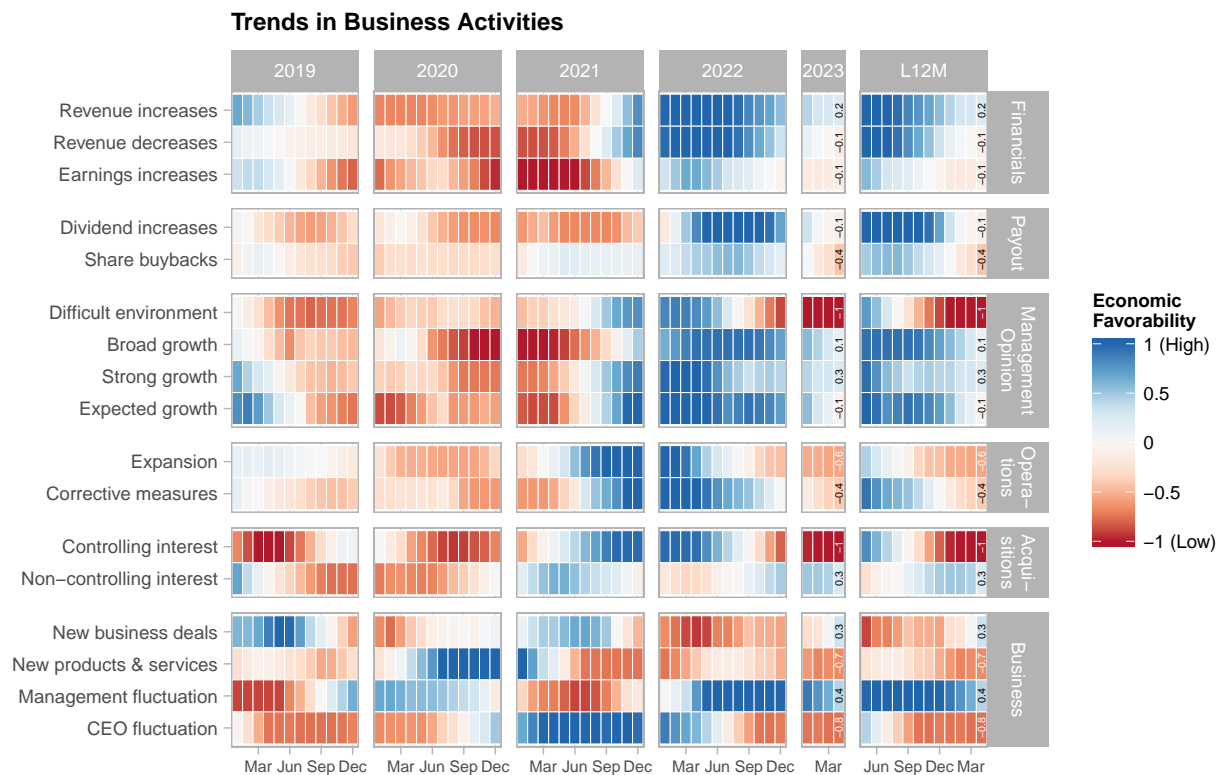 Trends in Business Activities
2019 2020 2021 2022 2023 L12M
Revenue increases 0.2
Revenue decreases −0.1
Earnings increases −0.1
Financials
Dividend increases −0.1
Share buybacks −0.4
Payout
Difficult environment −1
Broad growth 0.1
Strong growth 0.3
Expected growth −0.1
Management
Opinion
Expansion −0.6
Corrective measures −0.4
Opera−
tions
Controlling interest −1
Non−controlling interest 0.3
Acqui−
sitions
New business deals 0.3
New products & services −0.7
Management fluctuation 0.4
CEO fluctuation −0.8
Business
0.2
−0.1
−0.1
−0.1
−0.4
−1
0.1
0.3
−0.1
−0.6
−0.4
−1
0.3
0.3
−0.7
0.4
−0.8
Mar Jun Sep Dec Mar Jun Sep Dec Mar Jun Sep Dec Mar Jun Sep Dec Mar Jun Sep Dec Mar
Economic
Favorability
1 (High)
0.5
0
−0.5
−1 (Low)